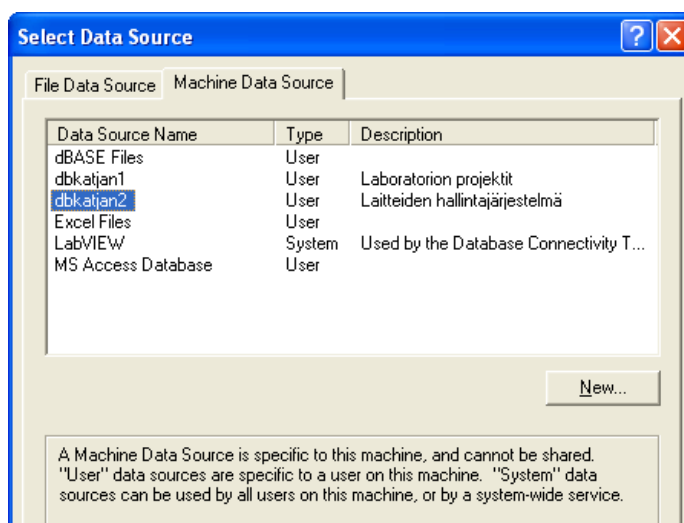 Select Data Source
File Data Source Machine Data Source
Data Source Name Type Description
dBASE Files User
dbkatjan1 User Laboratorion projektit
dbkatjan2 User Laitteiden hallintajärjestelmä
Excel Files User
LabVIEW System Used by the Database Connectivity T...
MS Access Database User
New...
A Machine Data Source is specific to this machine, and cannot be shared.
"User" data sources are specific to a user on this machine. "System" data
sources can be used by all users on this machine, or by a system-wide service.